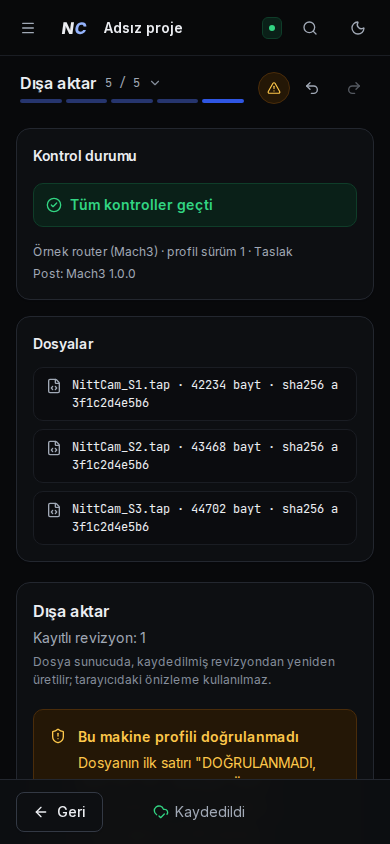 NC Adsız proje
Dışa aktar 5 / 5
Kontrol durumu
Tüm kontroller geçti
Örnek router (Mach3) · profil sürüm 1 · Taslak
Post: Mach3 1.0.0
Dosyalar
NittCam_S1.tap · 42234 bayt · sha256 a
3f1c2d4e5b6
NittCam_S2.tap · 43468 bayt · sha256 a
3f1c2d4e5b6
NittCam_S3.tap · 44702 bayt · sha256 a
3f1c2d4e5b6
Dışa aktar
Kayıtlı revizyon: 1
Dosya sunucuda, kaydedilmiş revizyondan yeniden
üretilir; tarayıcıdaki önizleme kullanılmaz.
Bu makine profili doğrulanmadı
Dosyanın ilk satırı "DOĞRULANMADI,
Geri Kaydedildi